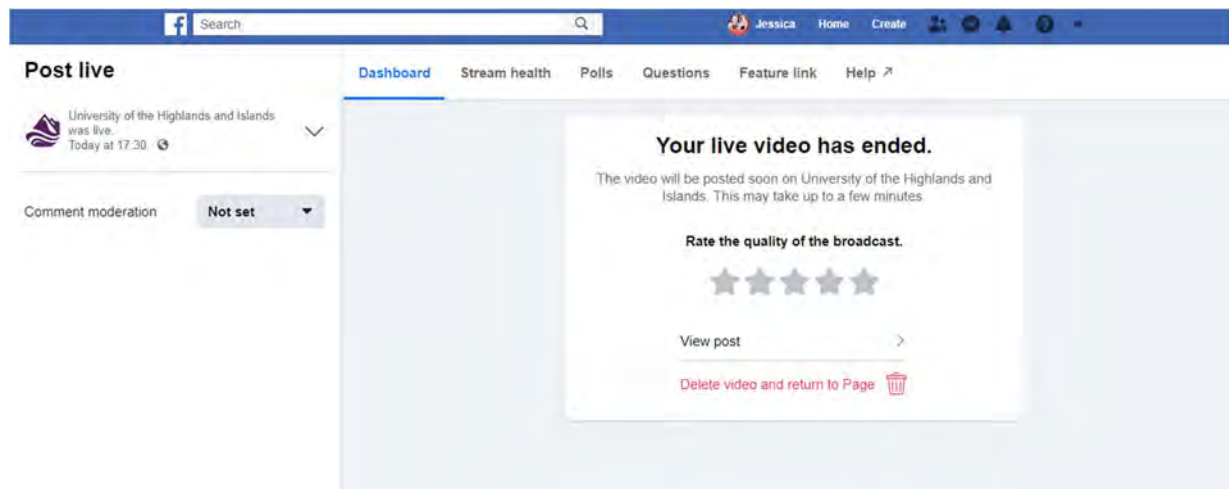 Search
Jessica Home Create
Post live
University of the Highlands and Islands
was live.
Today at 17.30
Comment moderation Not set
Dashboard Stream health Polls Questions Feature link Help
Your live video has ended.
The video will be posted soon on University of the Highlands and
Islands. This may take up to a few minutes
Rate the quality of the broadcast.
View post
Delete video and return to Page